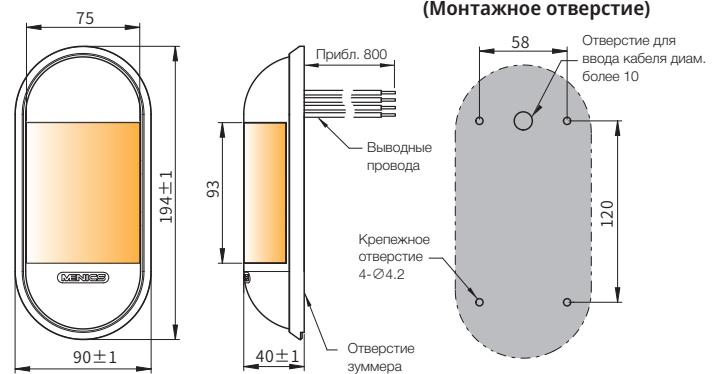 (Монтажное отверстие)
75
58
Отверстие для
ввода кабеля диам.
более 10
Прибл. 800
Выводные
провода
194±1
93
120
Крепежное
отверстие
4-Ø4.2
MENICS
90±1
40±1
Отверстие
зуммера